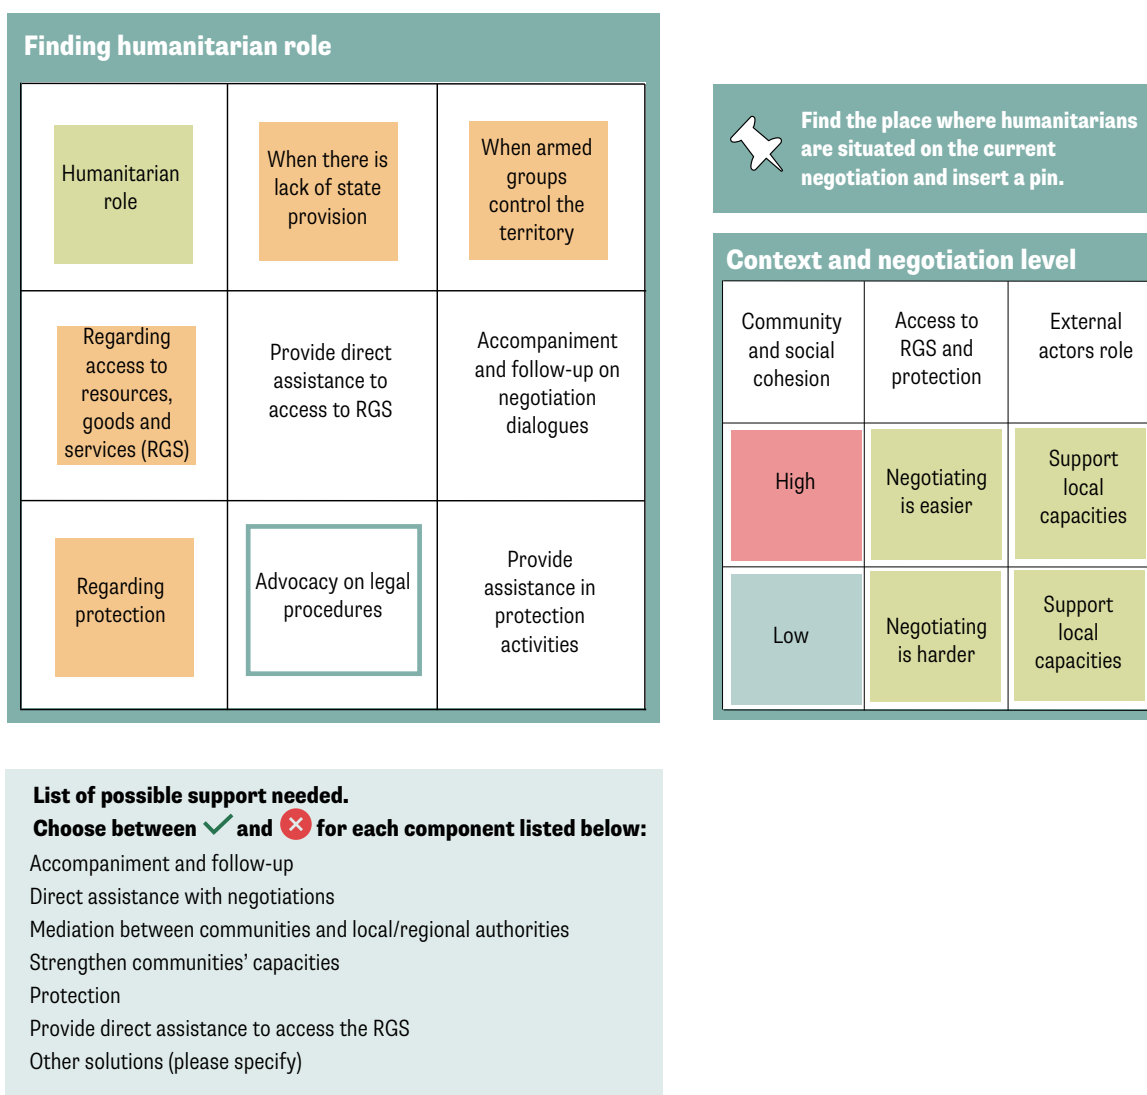 Finding humanitarian role
Humanitarian
role
When there is
lack of state
provision
When armed
groups
control the
territory
Regarding
access to
resources,
goods and
services (RGS)
Provide direct
assistance to
access to RGS
Accompaniment
and follow-up on
negotiation
dialogues
Regarding
protection
Advocacy on legal
procedures
Provide
assistance in
protection
activities
Find the place where humanitarians
are situated on the current
negotiation and insert a pin.
Context and negotiation level
Community
and social
cohesion
Access to
RGS and
protection
External
actors role
High
Negotiating
is easier
Support
local
capacities
Low
Negotiating
is harder
Support
local
capacities
List of possible support needed.
Choose between ✓ and ✗ for each component listed below:
Accompaniment and follow-up
Direct assistance with negotiations
Mediation between communities and local/regional authorities
Strengthen communities’ capacities
Protection
Provide direct assistance to access the RGS
Other solutions (please specify)